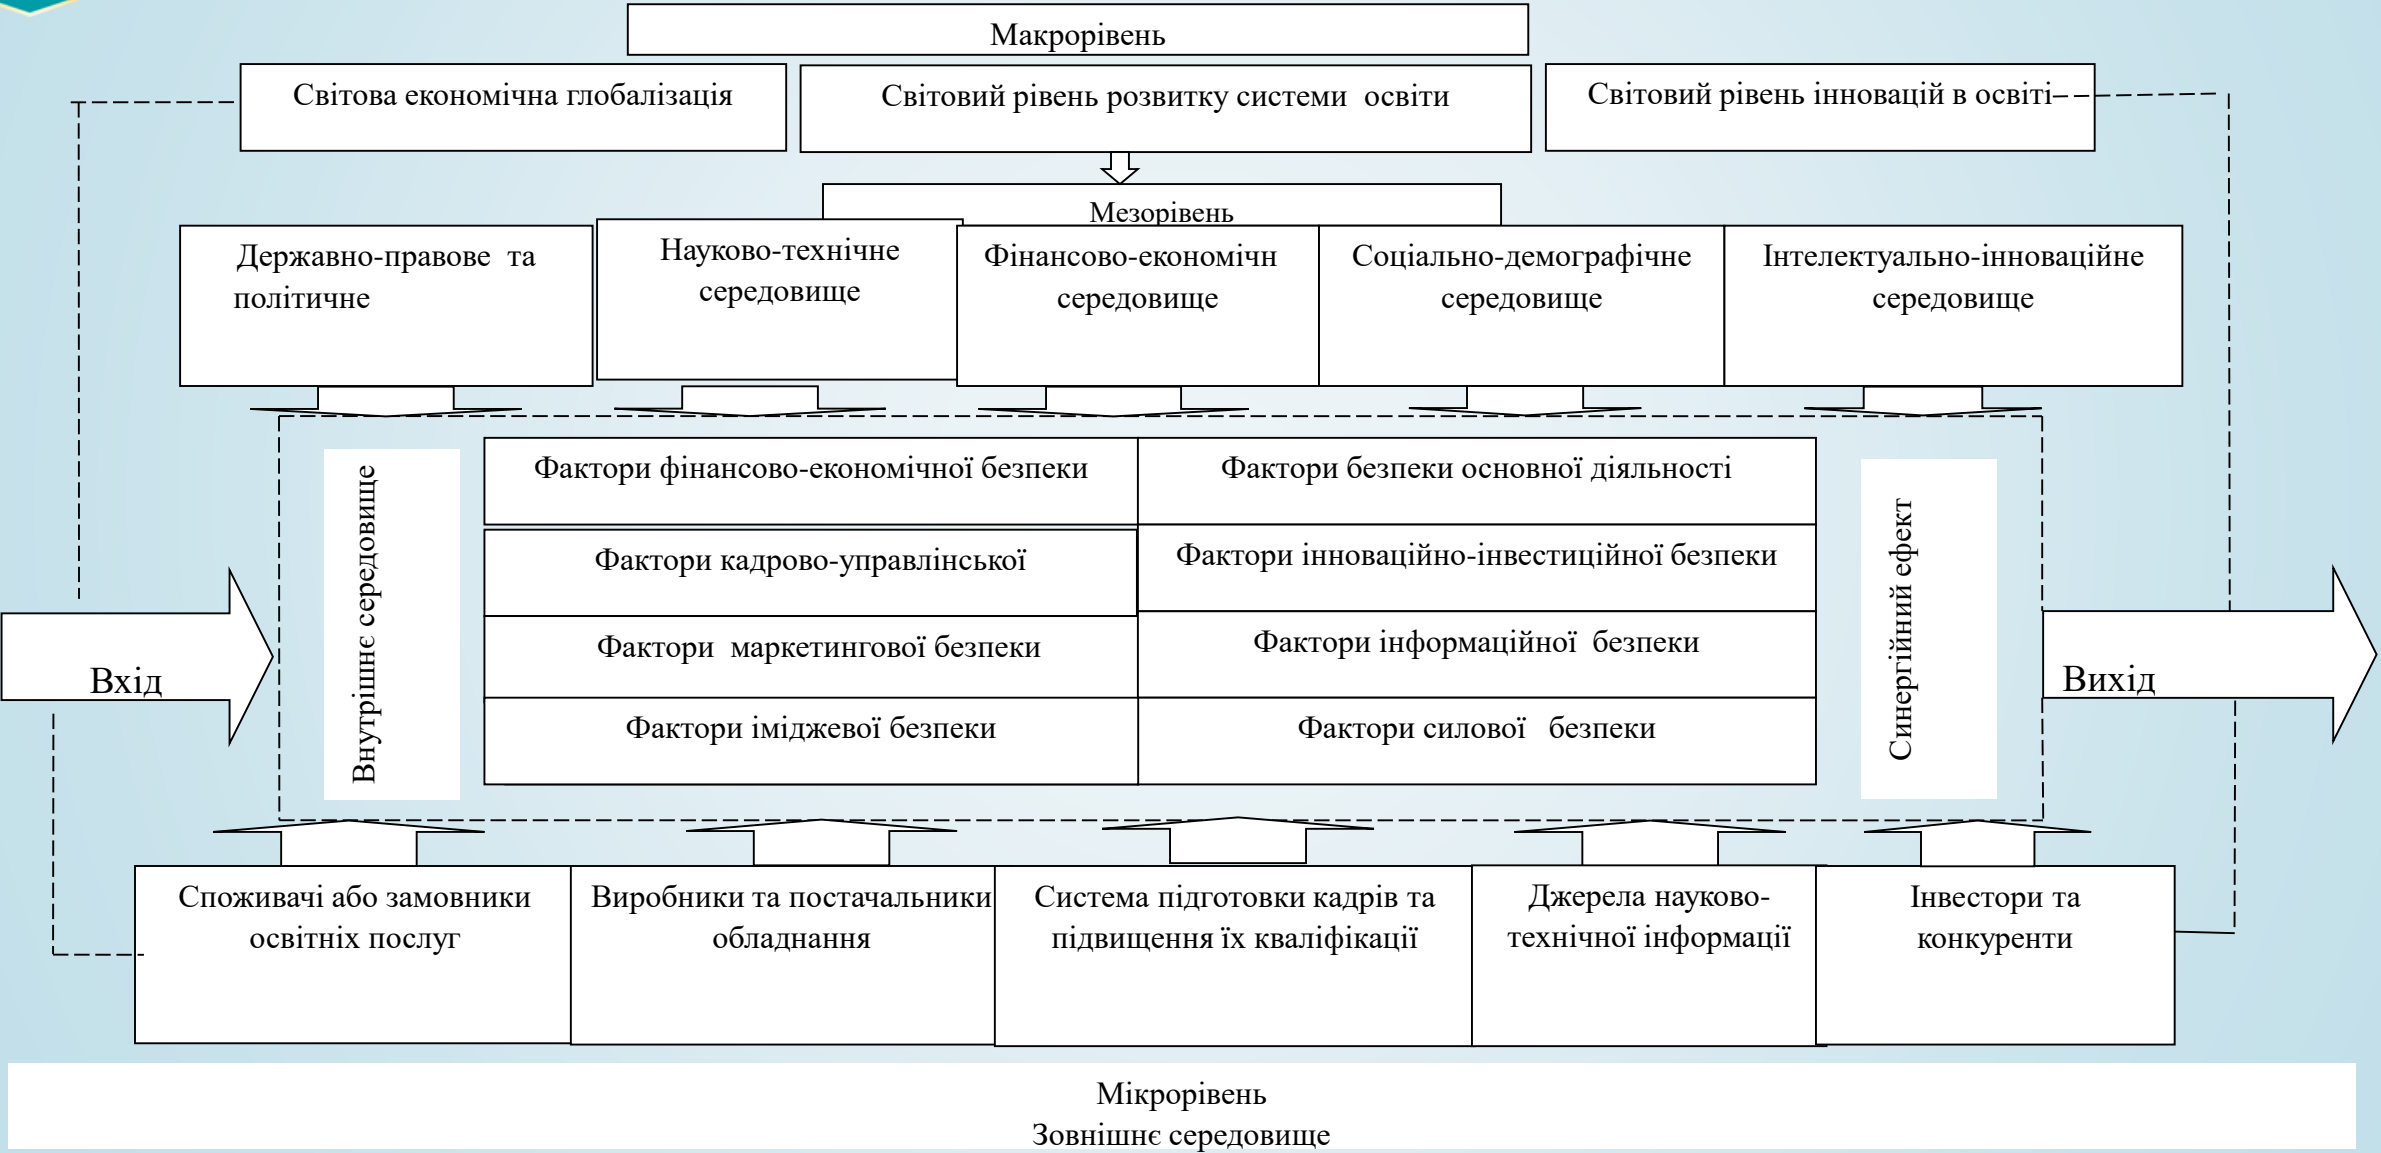 Макрорівень
Світова економічна глобалізація
Світовий рівень розвитку системи освіти
Світовий рівень інновацій в освіті
Мезорівень
Державно-правове та
політичне
Науково-технічне
середовище
Фінансово-економічн
середовище
Соціально-демографічне
середовище
Інтелектуально-інноваційне
середовище
Внутрішнє середовище
Фактори фінансово-економічної безпеки
Фактори безпеки основної діяльності
Фактори кадрово-управлінської
Фактори інноваційно-інвестиційної безпеки
Фактори маркетингової безпеки
Фактори інформаційної безпеки
Фактори іміджевої безпеки
Фактори силової безпеки
Синергійний ефект
Вхід
Вихід
Споживачі або замовники
освітніх послуг
Виробники та постачальники
обладнання
Система підготовки кадрів та
підвищення їх кваліфікації
Джерела науково-
технічної інформації
Інвестори та
конкуренти
Мікрорівень
Зовнішнє середовище